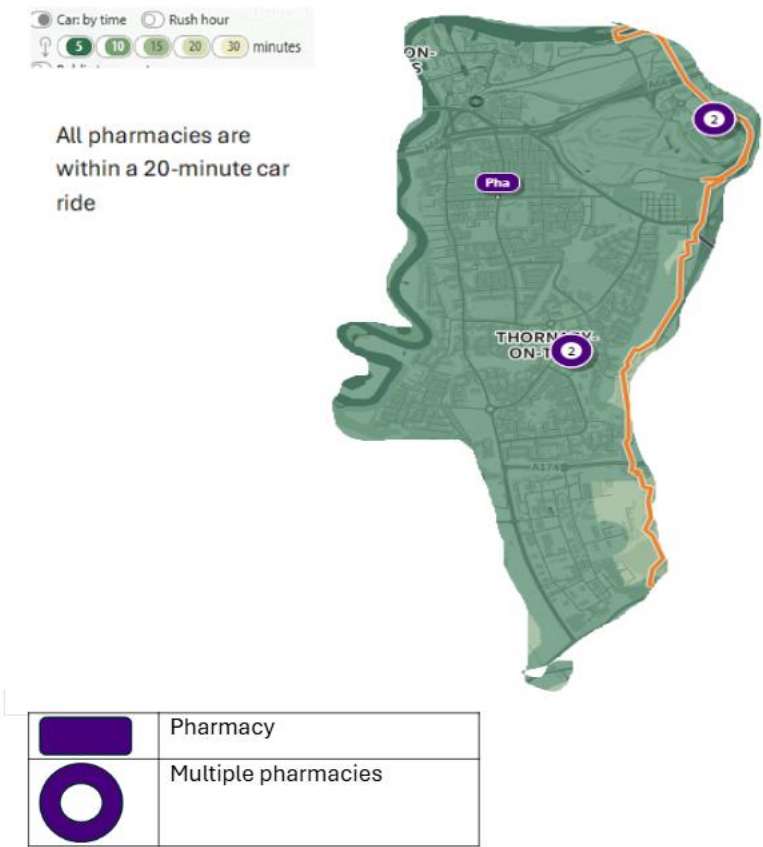 Car: by time Rush hour
5 10 15 20 30 minutes
All pharmacies are
within a 20-minute car
ride
ON-
S
2
Pha
2
A174
Pharmacy
Multiple pharmacies